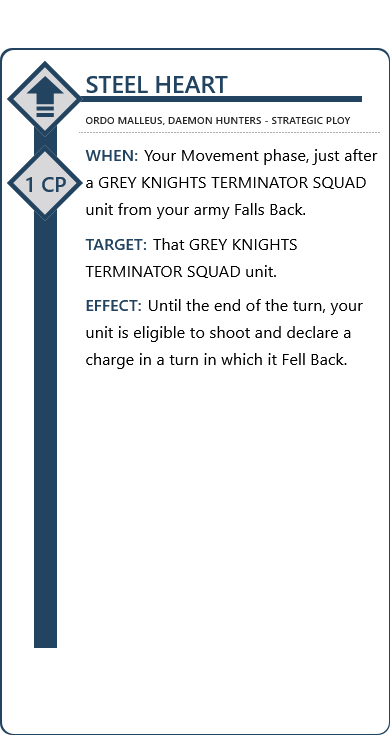 STEEL HEART
ORDO MALLEUS, DAEMON HUNTERS - STRATEGIC PLOY
1 CP
WHEN: Your Movement phase, just after
a GREY KNIGHTS TERMINATOR SQUAD
unit from your army Falls Back.
TARGET: That GREY KNIGHTS
TERMINATOR SQUAD unit.
EFFECT: Until the end of the turn, your
unit is eligible to shoot and declare a
charge in a turn in which it Fell Back.